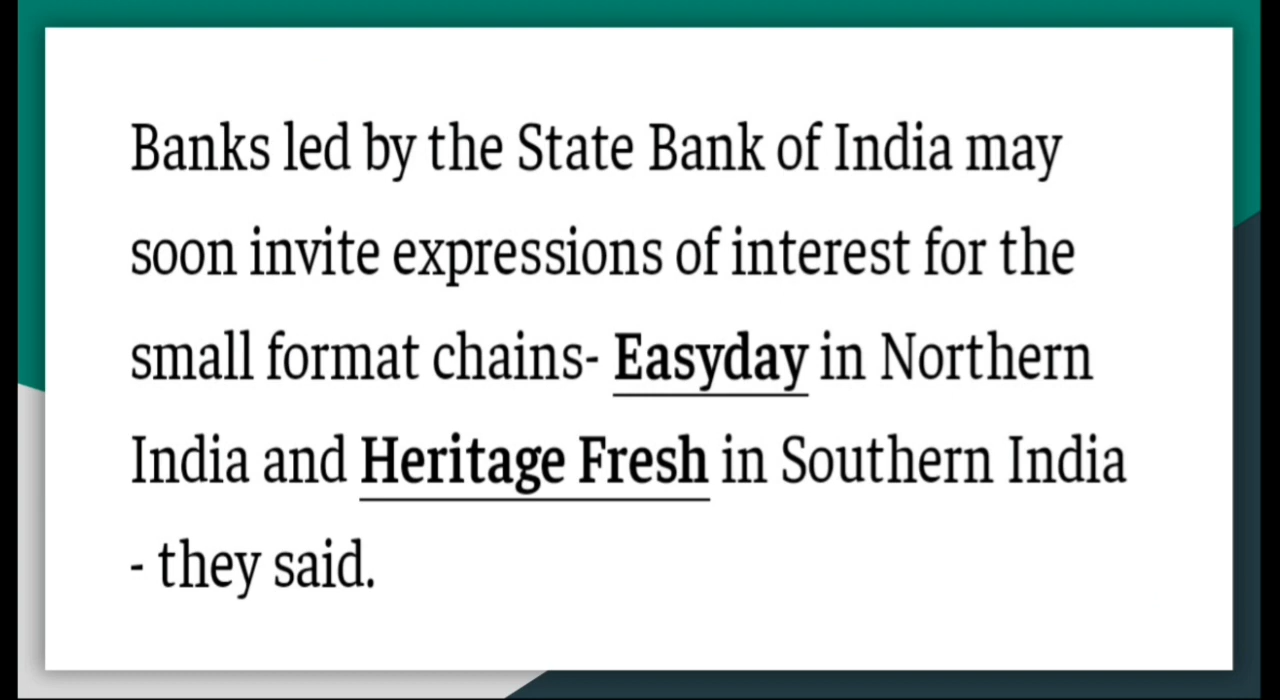 Banks led by the State Bank of India may
soon invite expressions of interest for the
small format chains- Easyday in Northern
India and Heritage Fresh in Southern India
- they said.